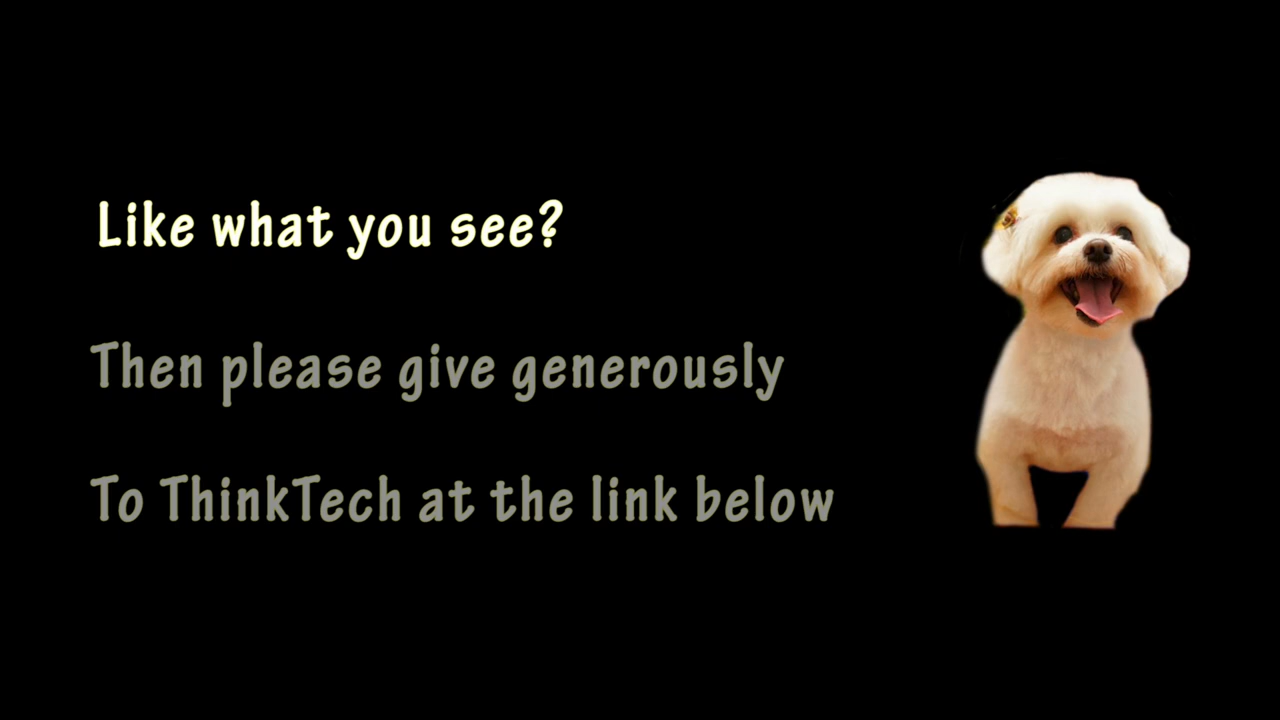 Like what you see?
Then please give generously
To ThinkTech at the link below